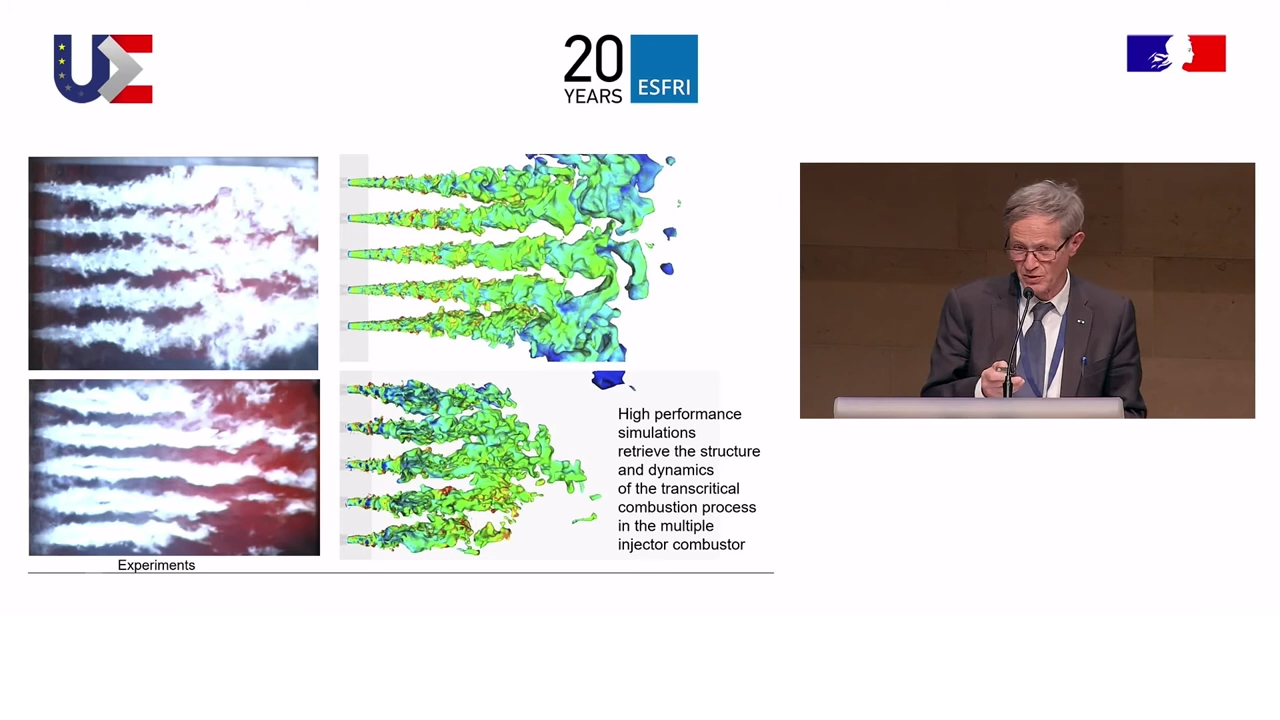 20
YEARS
ESFRI
High performance
simulations
retrieve the structure
and dynamics
of the transcritical
combustion process
in the multiple
injector combustor
Experiments